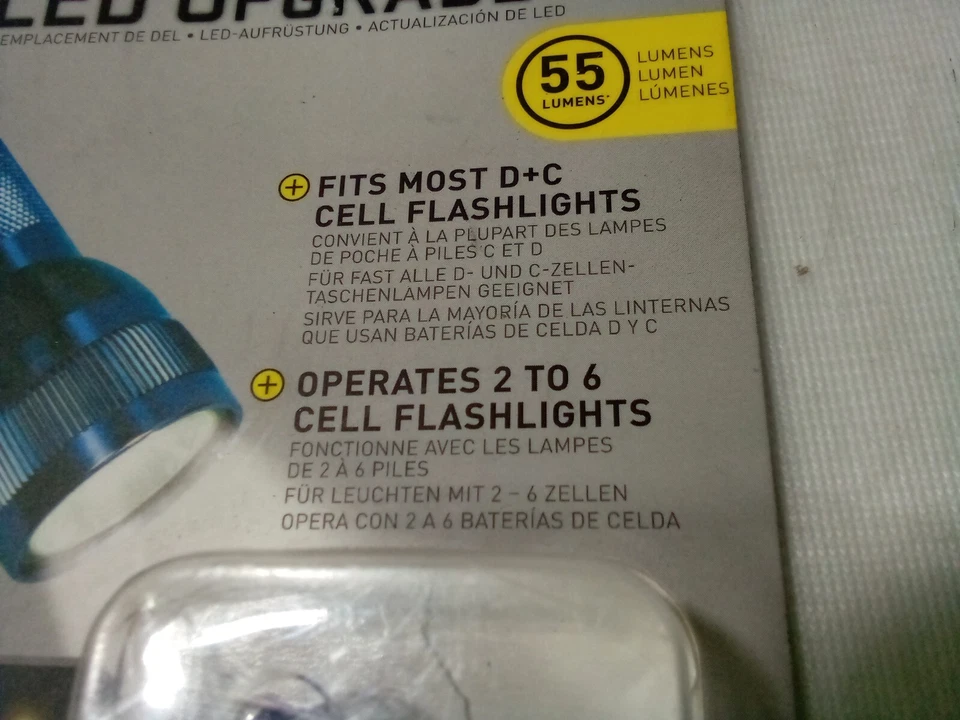 LED UPGRADE
EMPLACEMENT DE DEL • LED-AUFRÜSTUNG • ACTUALIZACIÓN DE LED
55
LUMENS*
LUMENS
LUMEN
LÚMENES
FITS MOST D+C
CELL FLASHLIGHTS
CONVIENT À LA PLUPART DES LAMPES
DE POCHE À PILES C ET D
FÜR FAST ALLE D- UND C-ZELLEN-
TASCHENLAMPEN GEEIGNET
SIRVE PARA LA MAYORÍA DE LAS LINTERNAS
QUE USAN BATERÍAS DE CELDA D Y C
OPERATES 2 TO 6
CELL FLASHLIGHTS
FONCTIONNE AVEC LES LAMPES
DE 2 À 6 PILES
FÜR LEUCHTEN MIT 2 – 6 ZELLEN
OPERA CON 2 A 6 BATERÍAS DE CELDA